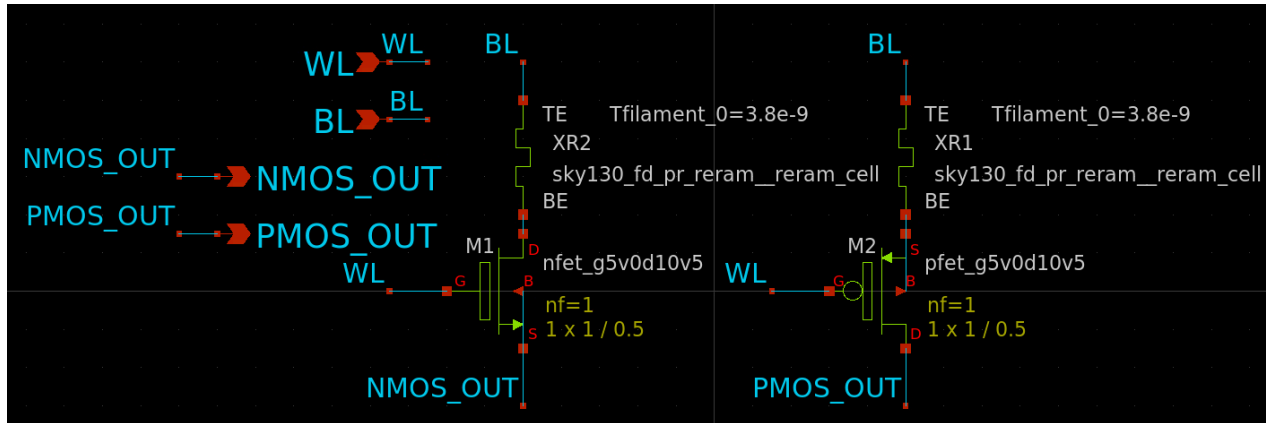 WL WL
BL BL
NMOS_OUT NMOS_OUT
PMOS_OUT PMOS_OUT
BL
TE Tfilament_0=3.8e-9
XR2
sky130_fd_pr_reram__reram_cell
BE
M1 D
nfet_g5v0d10v5
WL G B
nf=1
S 1 x 1 / 0.5
NMOS_OUT
BL
TE Tfilament_0=3.8e-9
XR1
sky130_fd_pr_reram__reram_cell
BE
M2 S
pfet_g5v0d10v5
WL G B
nf=1
D 1 x 1 / 0.5
PMOS_OUT